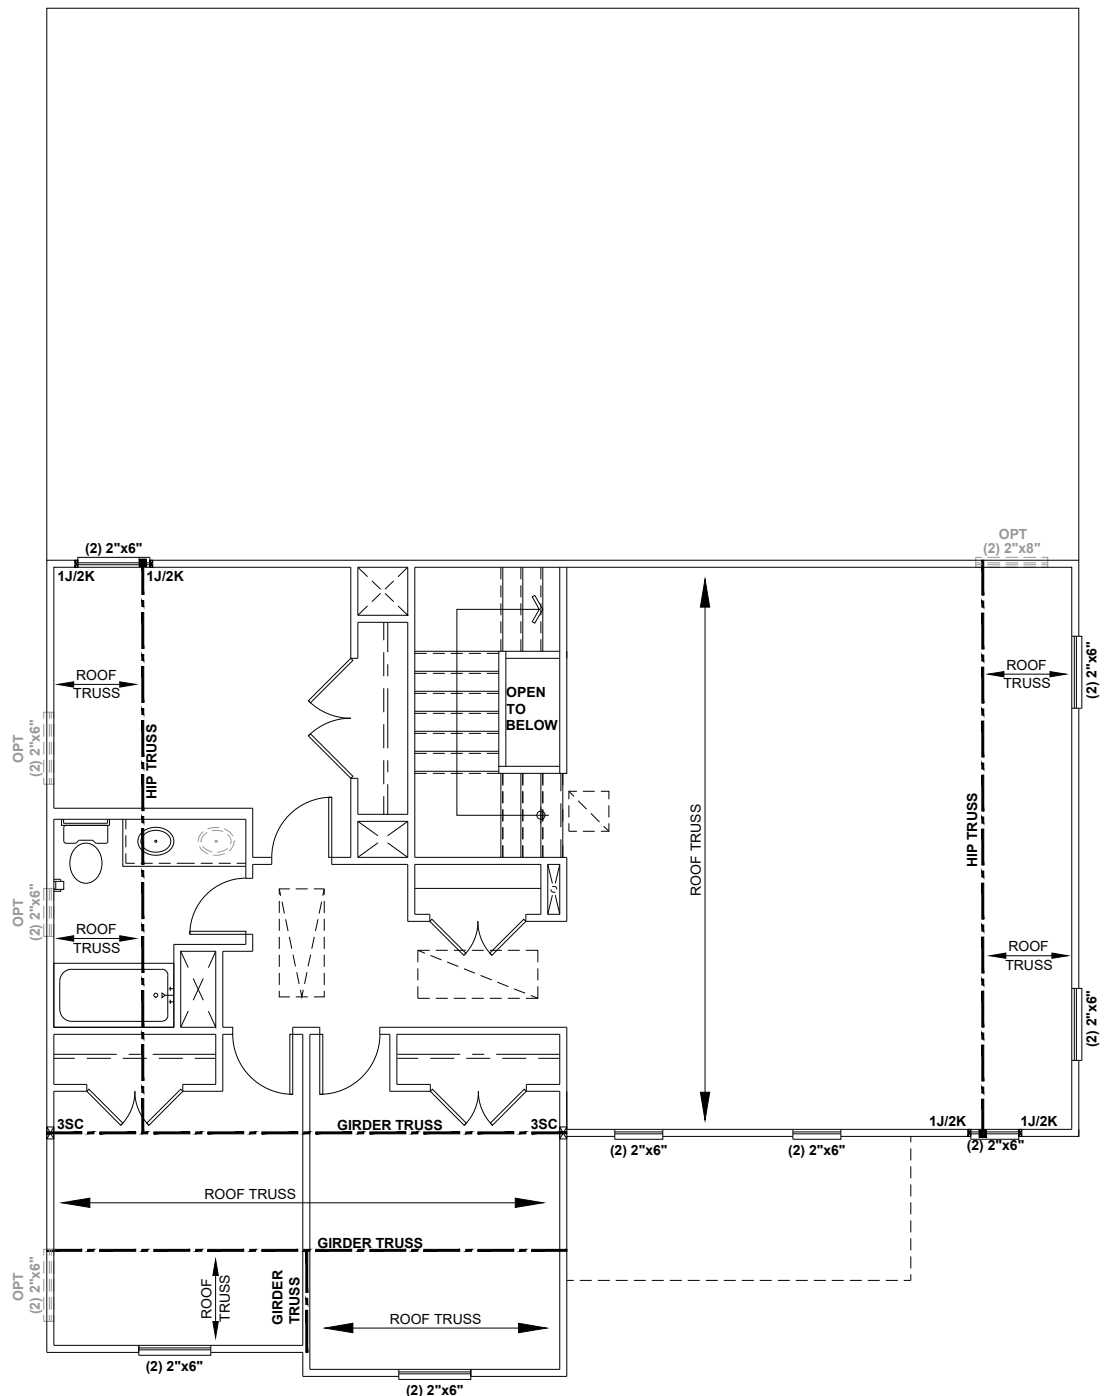 OPT
(2) 2"x8"
(2) 2"x6"
1J/2K
1J/2K
ROOF
TRUSS
ROOF
TRUSS
(2) 2"x6"
OPEN
TO
BELOW
OPT
(2) 2"x6"
HIP TRUSS
ROOF TRUSS
HIP TRUSS
OPT
(2) 2"x6"
ROOF
TRUSS
ROOF
TRUSS
(2) 2"x6"
3SC
GIRDER TRUSS
3SC
1J/2K
1J/2K
(2) 2"x6"
(2) 2"x6"
(2) 2"x6"
ROOF TRUSS
GIRDER TRUSS
OPT
(2) 2"x6"
ROOF
TRUSS
GIRDER
TRUSS
ROOF TRUSS
(2) 2"x6"
(2) 2"x6"